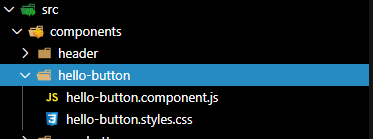 src
components
header
hello-button
JS hello-button.component.js
hello-button.styles.css